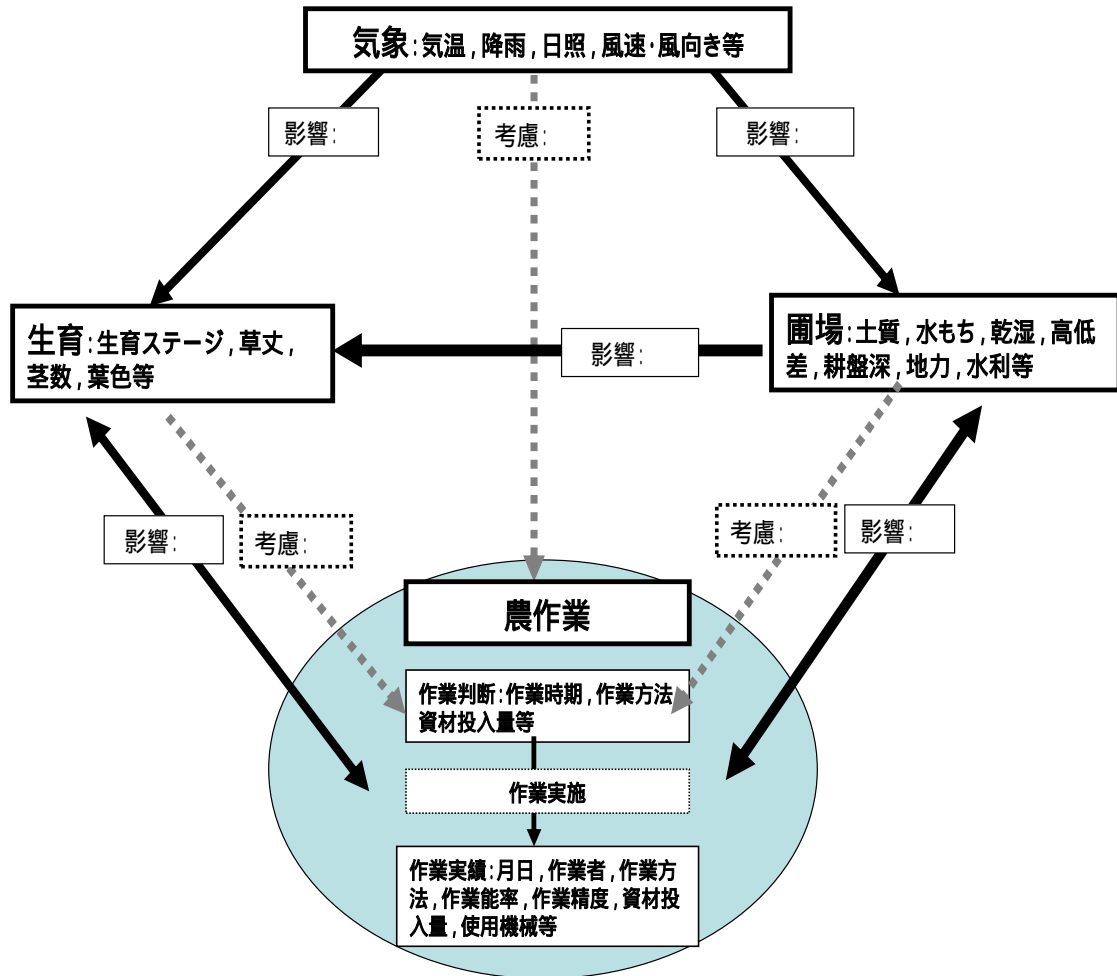 気象:気温,降雨,日照,風速・風向き等
影響:
考慮:
影響:
生育:生育ステージ,草丈,
茎数,葉色等
影響:
圃場:土質,水もち,乾湿,高低
差,耕盤深,地力,水利等
影響:
考慮:
考慮:
影響:
農作業
作業判断:作業時期,作業方法
資材投入量等
作業実施
作業実績:月日,作業者,作業方
法,作業能率,作業精度,資材投
入量,使用機械等